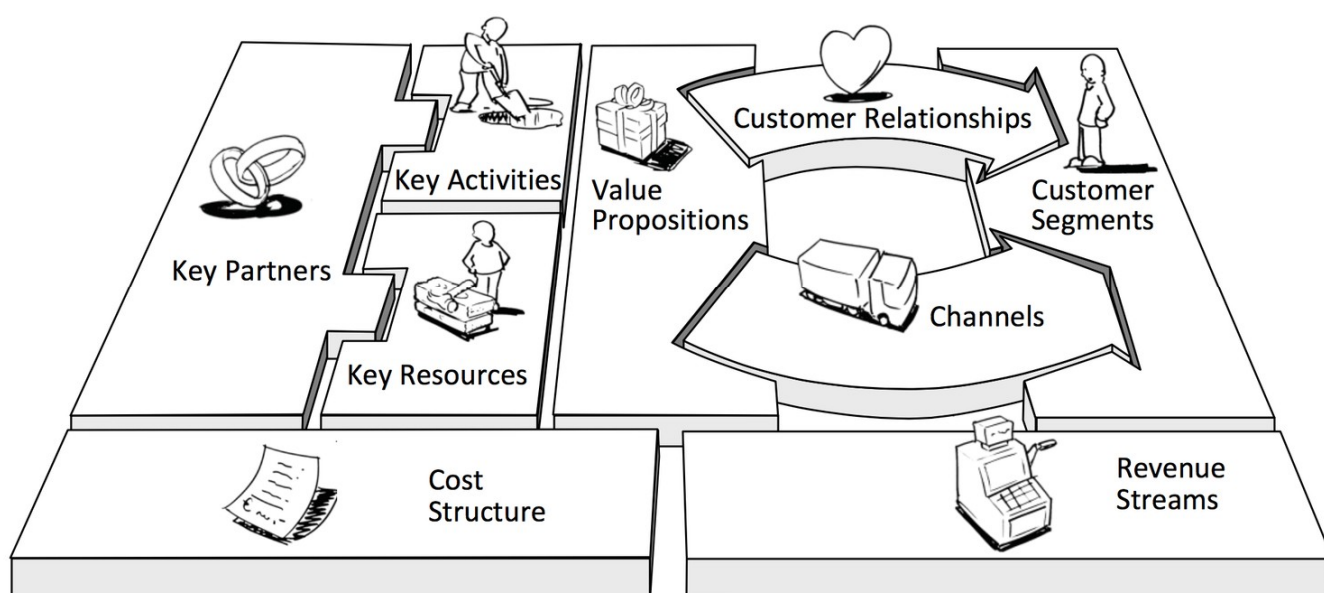 Key Partners
Key Activities
Key Resources
Value
Propositions
Customer Relationships
Channels
Customer
Segments
Cost
Structure
Revenue
Streams